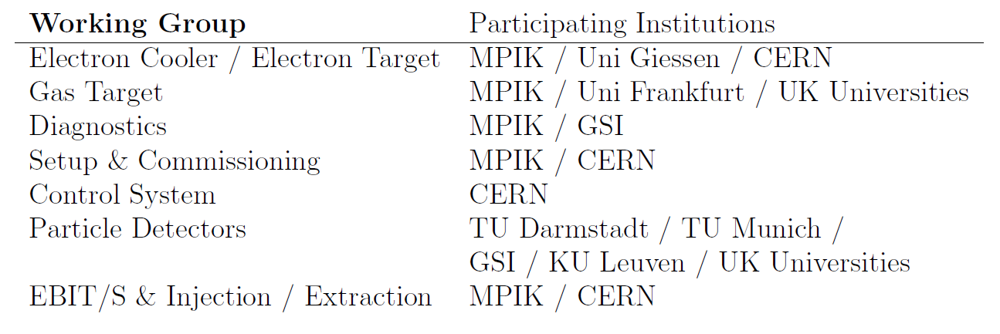 Working Group Participating Institutions
Electron Cooler / Electron Target MPIK / Uni Giessen / CERN
Gas Target MPIK / Uni Frankfurt / UK Universities
Diagnostics MPIK / GSI
Setup & Commissioning MPIK / CERN
Control System CERN
Particle Detectors TU Darmstadt / TU Munich /
GSI / KU Leuven / UK Universities
EBIT/S & Injection / Extraction MPIK / CERN